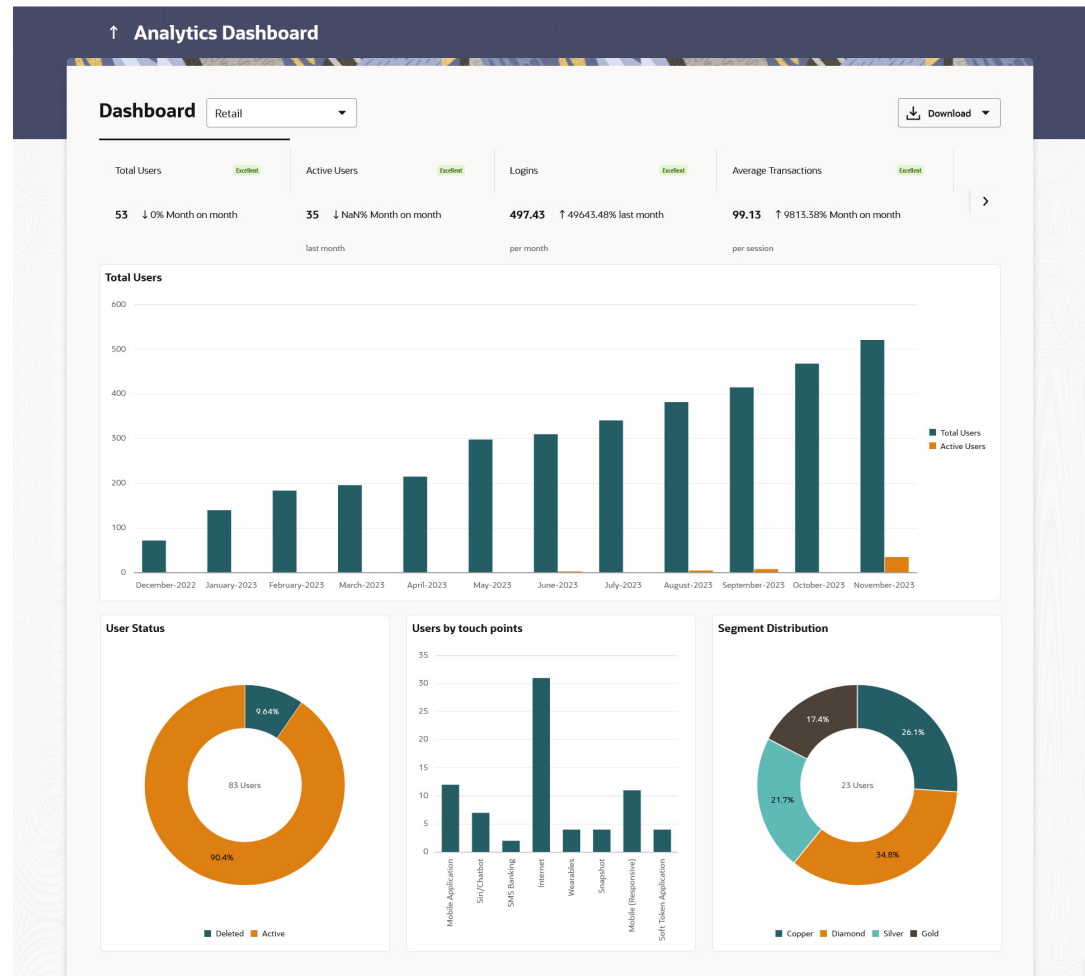 ↑ Analytics Dashboard
Dashboard Retail Download
Total Users Excellent Active Users Excellent Logins Excellent Average Transactions Excellent
53 ↓ 0% Month on month 35 ↓ NaN% Month on month 497.43 ↑ 49643.48% last month 99.13 ↑ 9813.38% Month on month
last month per month per session
Total Users
600
500
400
300
200
100
0
December-2022 January-2023 February-2023 March-2023 April-2023 May-2023 June-2023 July-2023 August-2023 September-2023 October-2023 November-2023
Total Users
Active Users
User Status
9.64%
83 Users
90.4%
Deleted Active
Users by touch points
35
30
25
20
15
10
5
0
Mobile Application
Siri/Chatbot
SMS Banking
Internet
Wearables
Snapshot
Mobile (Responsive)
Soft Token Application
Segment Distribution
17.4%
26.1%
23 Users
21.7%
34.8%
Copper Diamond Silver Gold